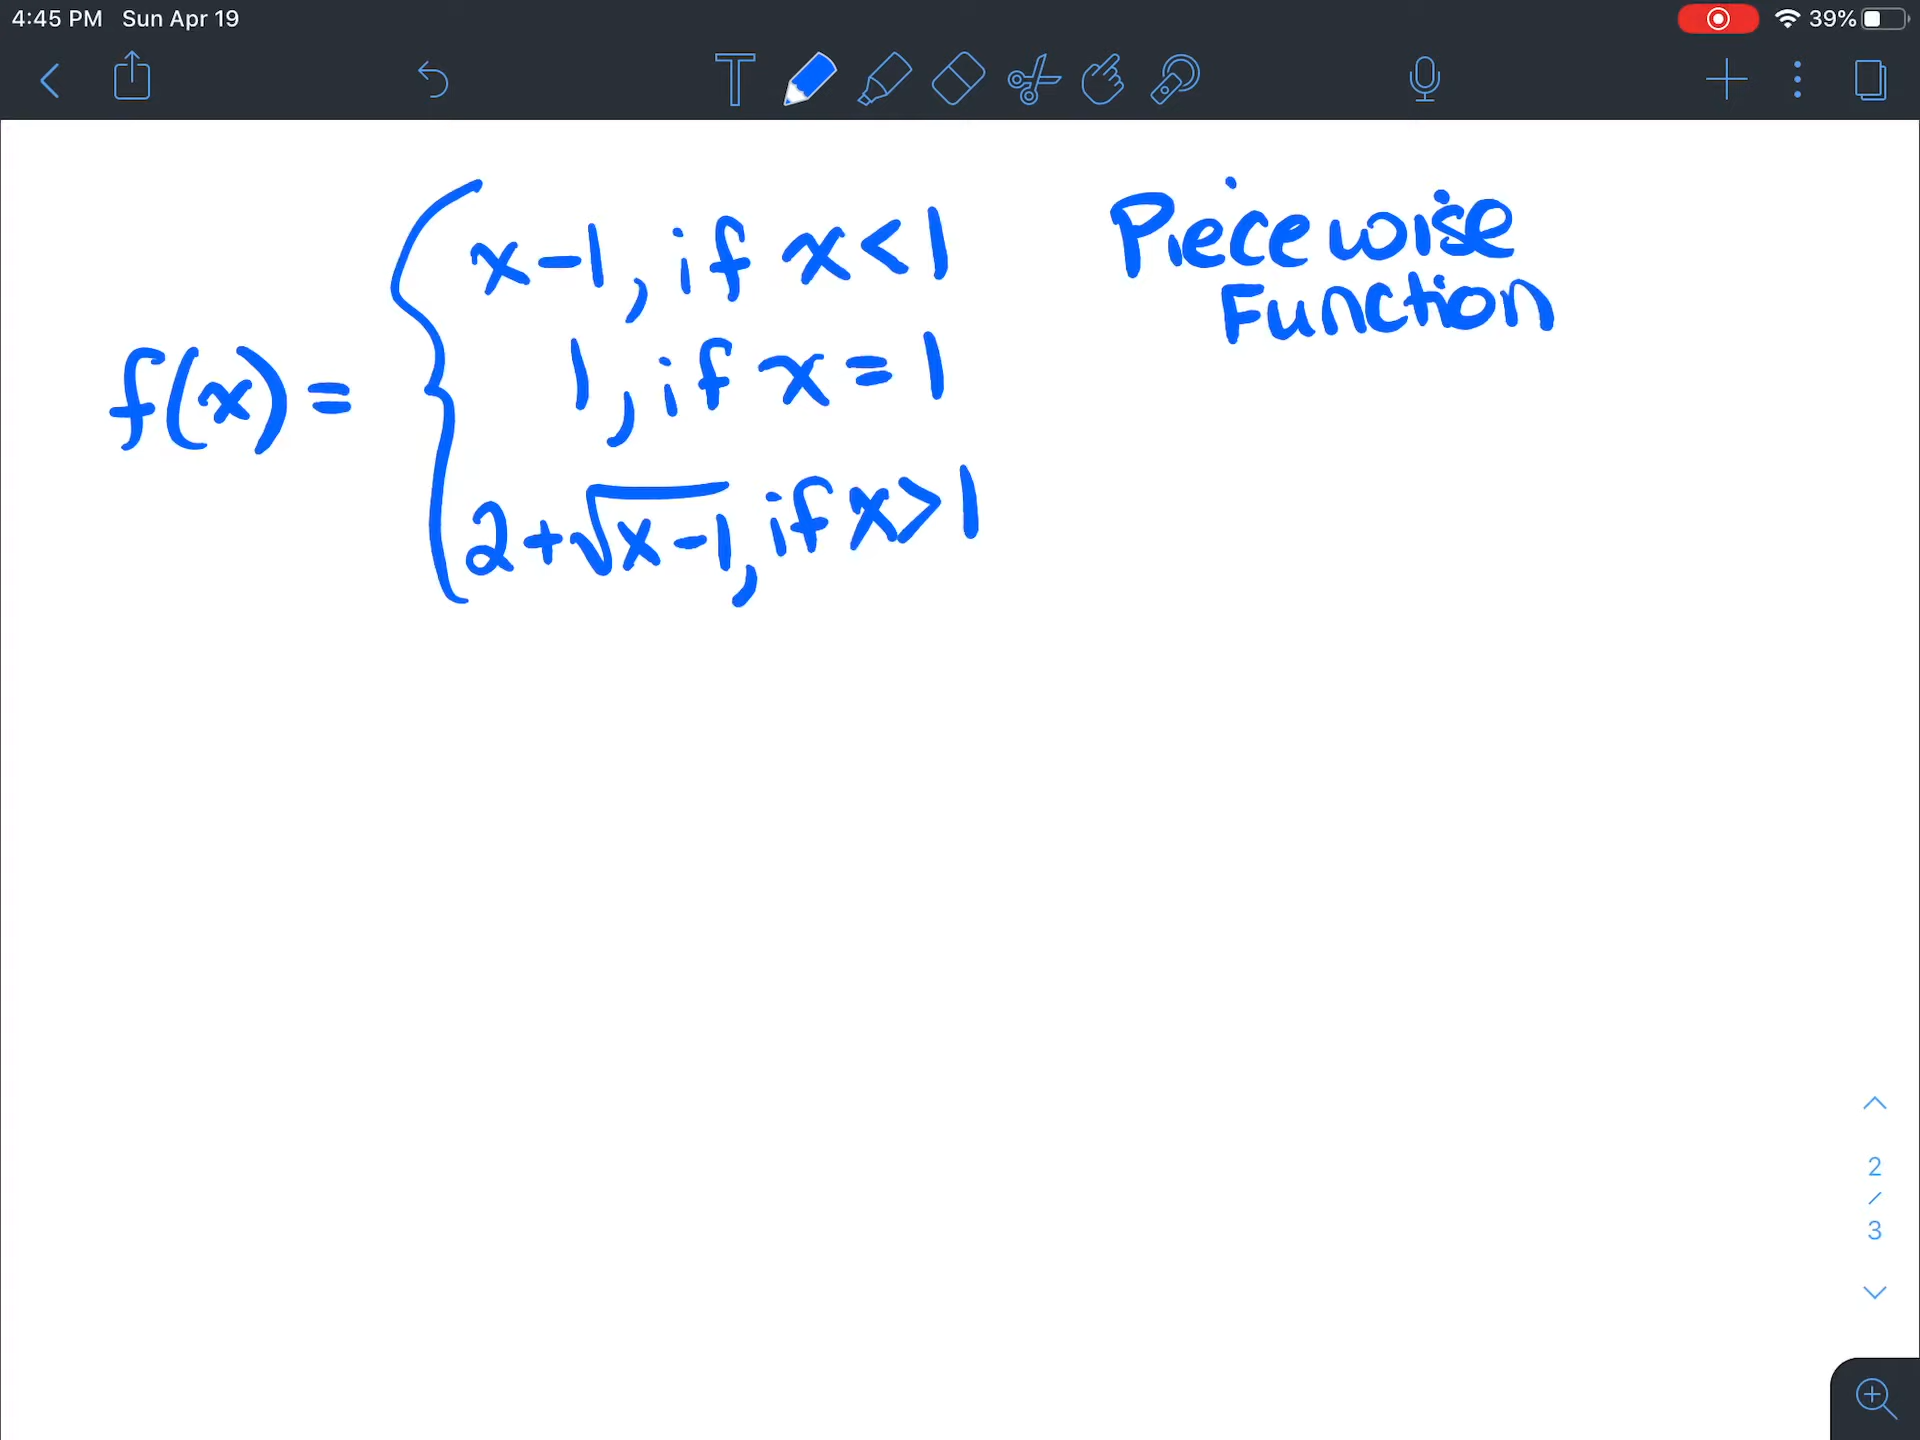 4:45 PM Sun Apr 19
39%
T
x-1, if x<1
Piecewise
Function
f(x)=
1, if x=1
2+√x-1, if x>1
2
/
3